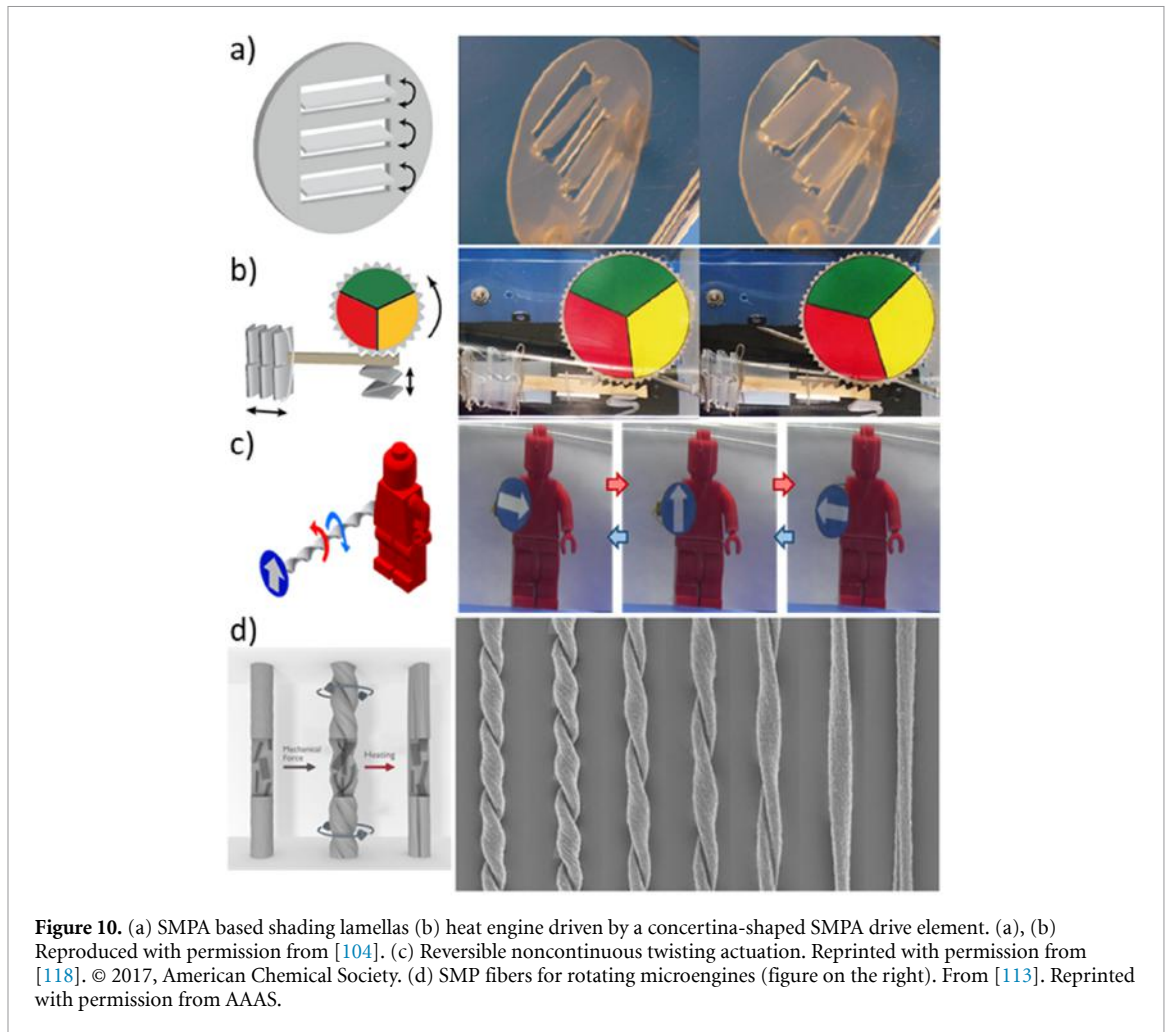 a)
b)
c)
d)
Mechanical
Force
Heating
Figure 10. (a) SMPA based shading lamellas (b) heat engine driven by a concertina-shaped SMPA drive element. (a), (b)
Reproduced with permission from [104]. (c) Reversible noncontinuous twisting actuation. Reprinted with permission from
[118]. © 2017, American Chemical Society. (d) SMP fibers for rotating microengines (figure on the right). From [113]. Reprinted
with permission from AAAS.